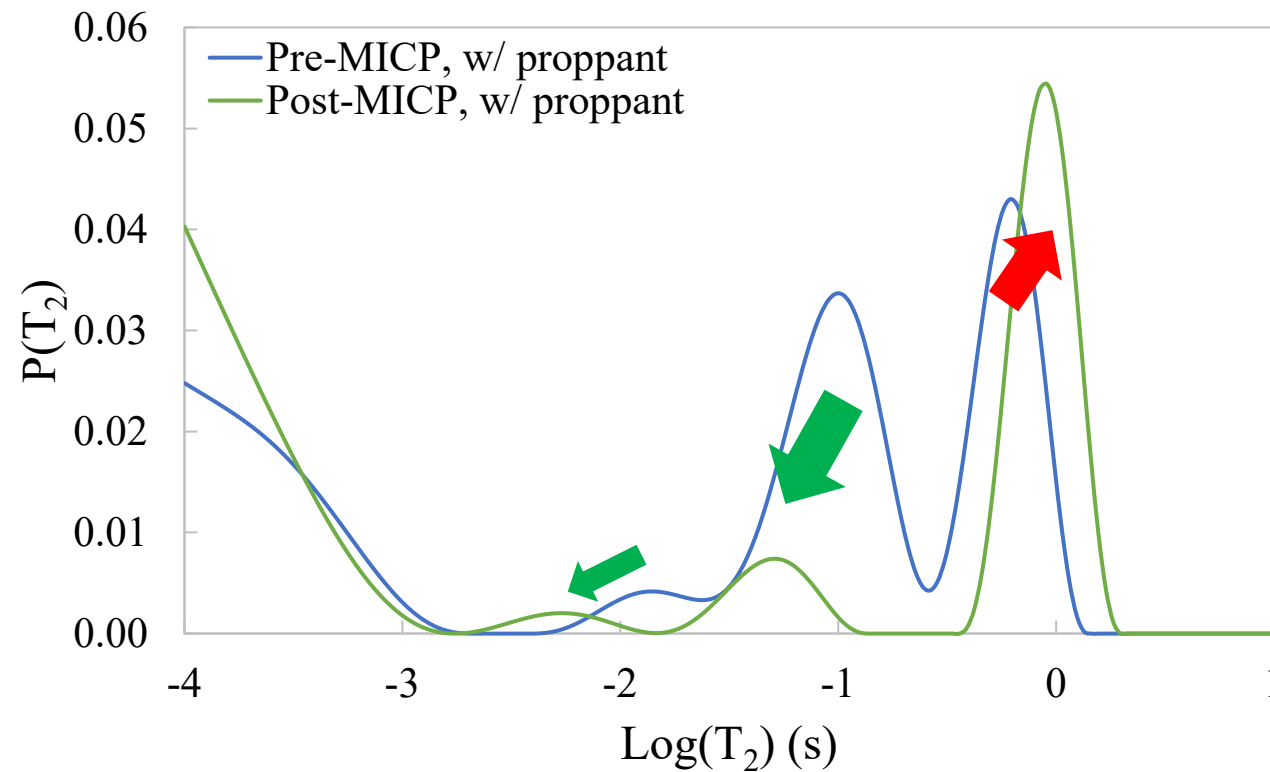 0.06
Pre-MICP, w/ proppant
Post-MICP, w/ proppant
0.05
0.04
P(T₂)
0.03
0.02
0.01
0.00
-4 -3 -2 -1 0
Log(T₂) (s)